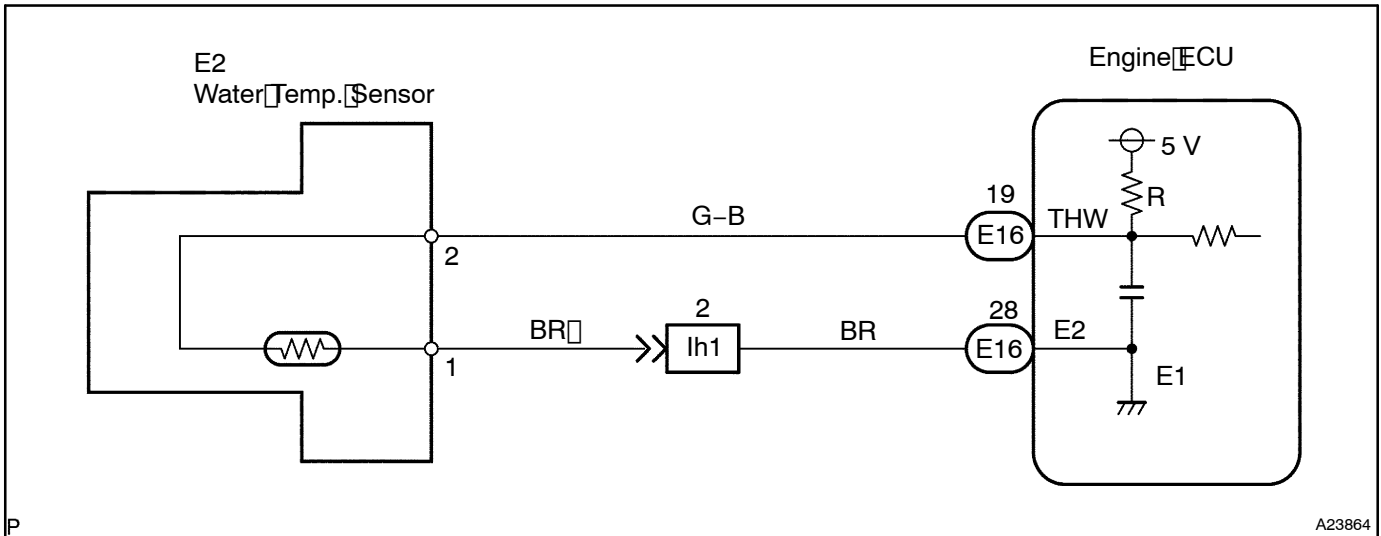 E2
Water▯Temp.▯Sensor
Engine▯ECU
5 V
R
19
G−B
E16
THW
2
2
28
BR▯
Ih1
BR
E16
E2
1
E1
P
A23864